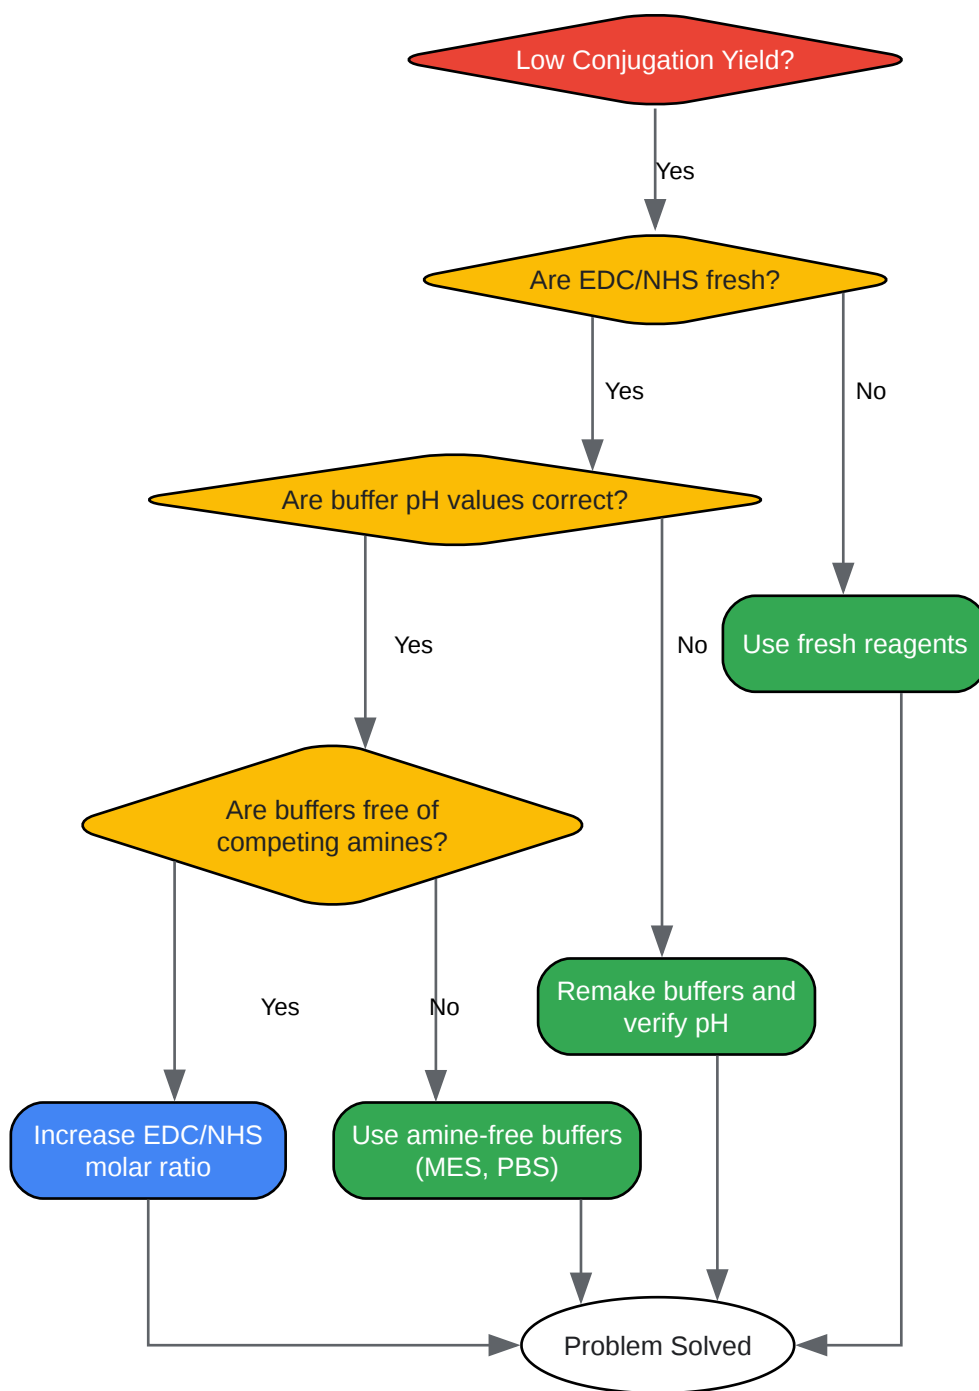 Low Conjugation Yield?
Yes
Are EDC/NHS fresh?
Yes
No
Are buffer pH values correct?
Yes
No
Use fresh reagents
Are buffers free of
competing amines?
Yes
No
Remake buffers and
verify pH
Increase EDC/NHS
molar ratio
Use amine-free buffers
(MES, PBS)
Problem Solved